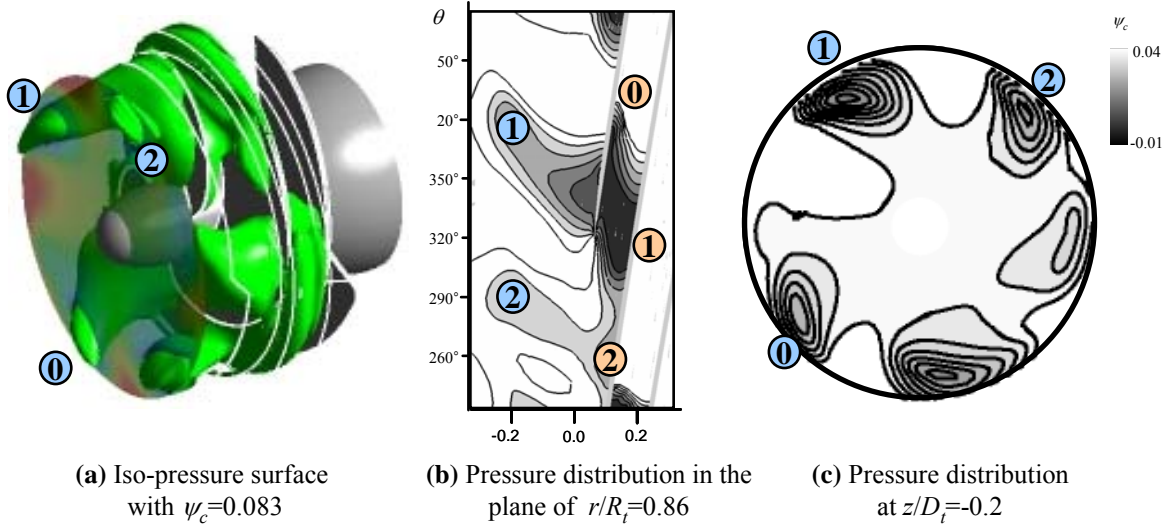 1
2
0
θ
50°
20°
350°
320°
290°
260°
0
1
1
2
2
-0.2 0.0 0.2
1
2
0
ψc
0.04
-0.01
(a) Iso-pressure surface
with ψc=0.083
(b) Pressure distribution in the
plane of r/Rt=0.86
(c) Pressure distribution
at z/Dt=-0.2